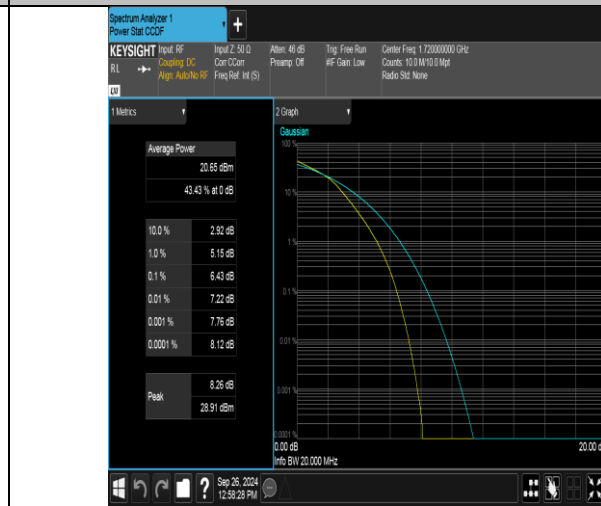 Spectrum Analyzer 1
Power Stat CCDF
KEYSIGHT Input: RF Input Z: 50 Ω Atten: 46 dB Trig: Free Run Center Freq: 1.720000000 GHz
RL Coupling: DC Corr CCorr Preamp: Off #IF Gain: Low Counts: 10.0 M/10.0 Mpt
Align: Auto/No RF Freq Ref: Int (S) Radio Std: None
1 Metrics
Average Power
20.65 dBm
43.43 % at 0 dB
10.0 % 2.92 dB
1.0 % 5.15 dB
0.1 % 6.43 dB
0.01 % 7.22 dB
0.001 % 7.76 dB
0.0001 % 8.12 dB
Peak 8.26 dB
28.91 dBm
2 Graph
Gaussian
100 %
10 %
1 %
0.1 %
0.01 %
0.001 %
0.0001 %
0.00 dB 20.00 d
Info BW 20.000 MHz
Sep 26, 2024
12:58:28 PM